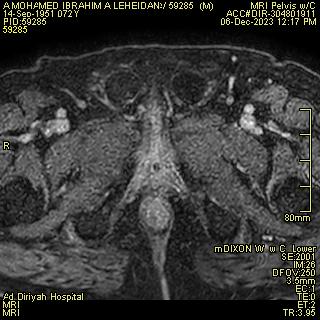 A MOHAMED IBRAHIM A LEHEIDAN:/ 59285 (M)
14-Sep-1951 072Y
PID:59285
59285
MRI Pelvis w/C
ACC#DIR-304801911
06-Dec-2023 12:17 PM
R
80mm
mDIXON W w C Lower
SE:2001
IM:26
DFOV:250
3.5mm
EC:1
TE:0
ET:2
TR:3.95
Ad Diriyah Hospital
MRI
MRI